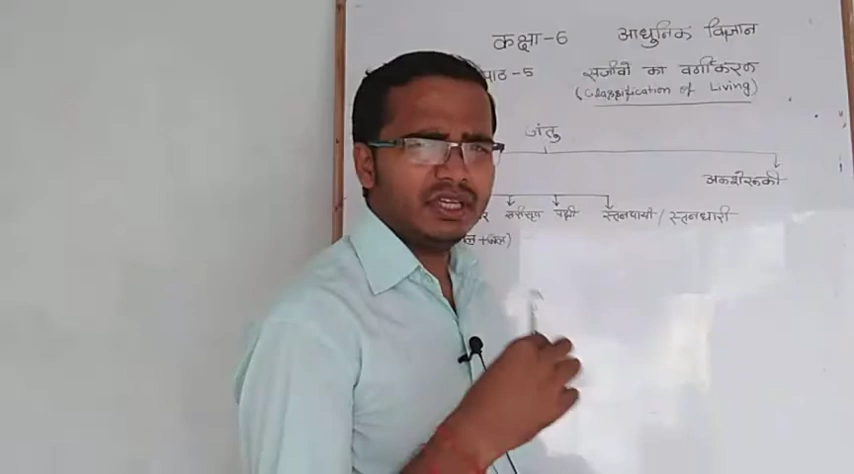 कक्षा-6 आधुनिक विज्ञान
पाठ -5 सजीवों का वर्गीकरण
(Classification of Living)
जंतु
अकशेरूकी
सरीसृप पक्षी स्तनपायी / स्तनधारी